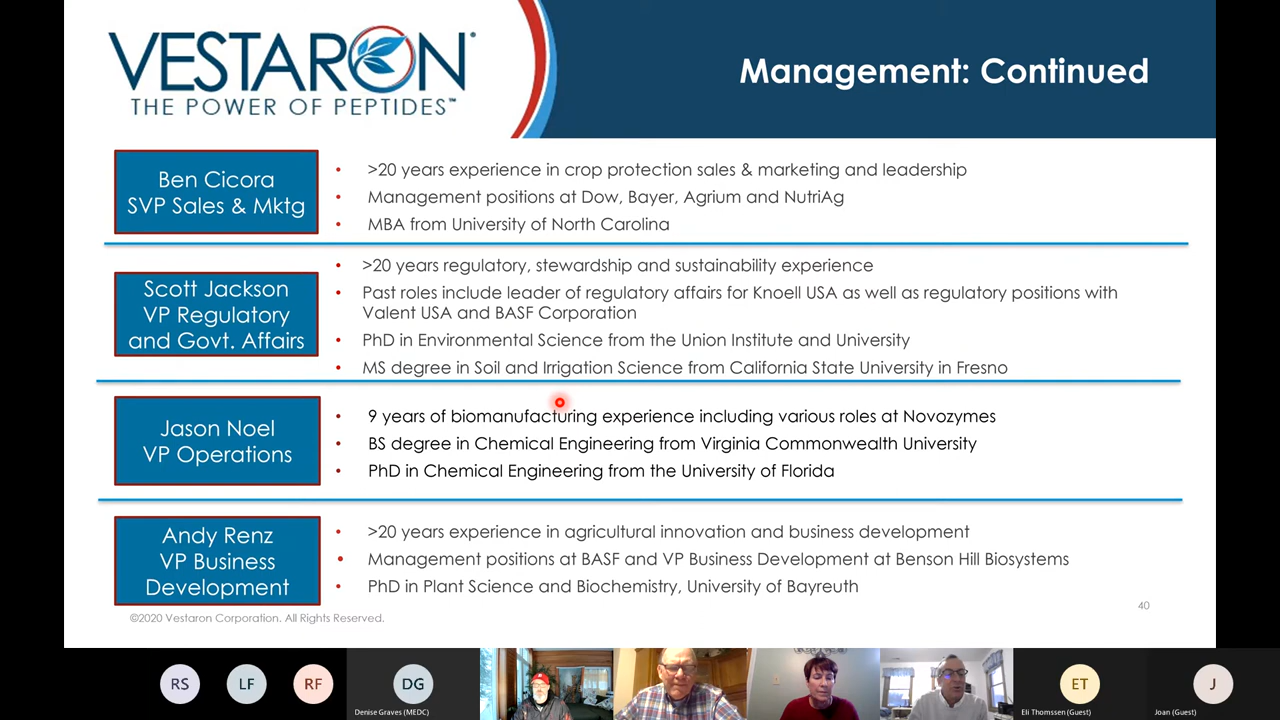 VESTARON®
THE POWER OF PEPTIDES™
Management: Continued
Ben Cicora
SVP Sales & Mktg
• >20 years experience in crop protection sales & marketing and leadership
• Management positions at Dow, Bayer, Agrium and NutriAg
• MBA from University of North Carolina
Scott Jackson
VP Regulatory
and Govt. Affairs
• >20 years regulatory, stewardship and sustainability experience
• Past roles include leader of regulatory affairs for Knoell USA as well as regulatory positions with
Valent USA and BASF Corporation
• PhD in Environmental Science from the Union Institute and University
• MS degree in Soil and Irrigation Science from California State University in Fresno
Jason Noel
VP Operations
• 9 years of biomanufacturing experience including various roles at Novozymes
• BS degree in Chemical Engineering from Virginia Commonwealth University
• PhD in Chemical Engineering from the University of Florida
Andy Renz
VP Business
Development
• >20 years experience in agricultural innovation and business development
• Management positions at BASF and VP Business Development at Benson Hill Biosystems
• PhD in Plant Science and Biochemistry, University of Bayreuth
©2020 Vestaron Corporation. All Rights Reserved.
40
RS
LF
RF
DG
Denise Graves (MEDC)
ET
Eli Thomssen (Guest)
J
Joan (Guest)